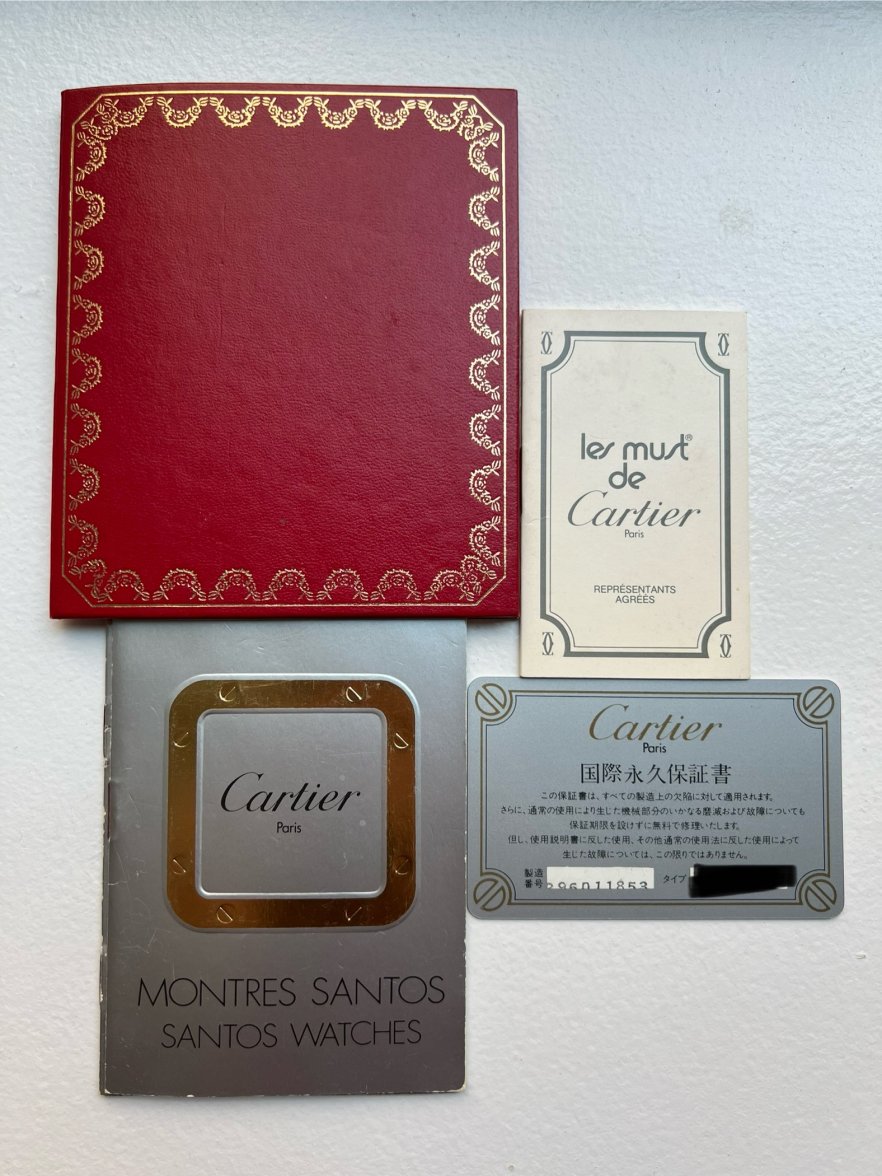 les must®
de
Cartier
Paris
REPRÉSENTANTS
AGRÉÉS
Cartier
Paris
MONTRES SANTOS
SANTOS WATCHES
Cartier
Paris
国際永久保証書
この保証書は、すべての製造上の欠陥に対して適用されます。
さらに、通常の使用により生じた機械部分のいかなる磨滅および故障についても
保証期限を設けずに無料で修理いたします。
但し、使用説明書に反した使用、その他通常の使用法に反した使用によって
生じた故障については、この限りではありません。
製造
番号
タイプ